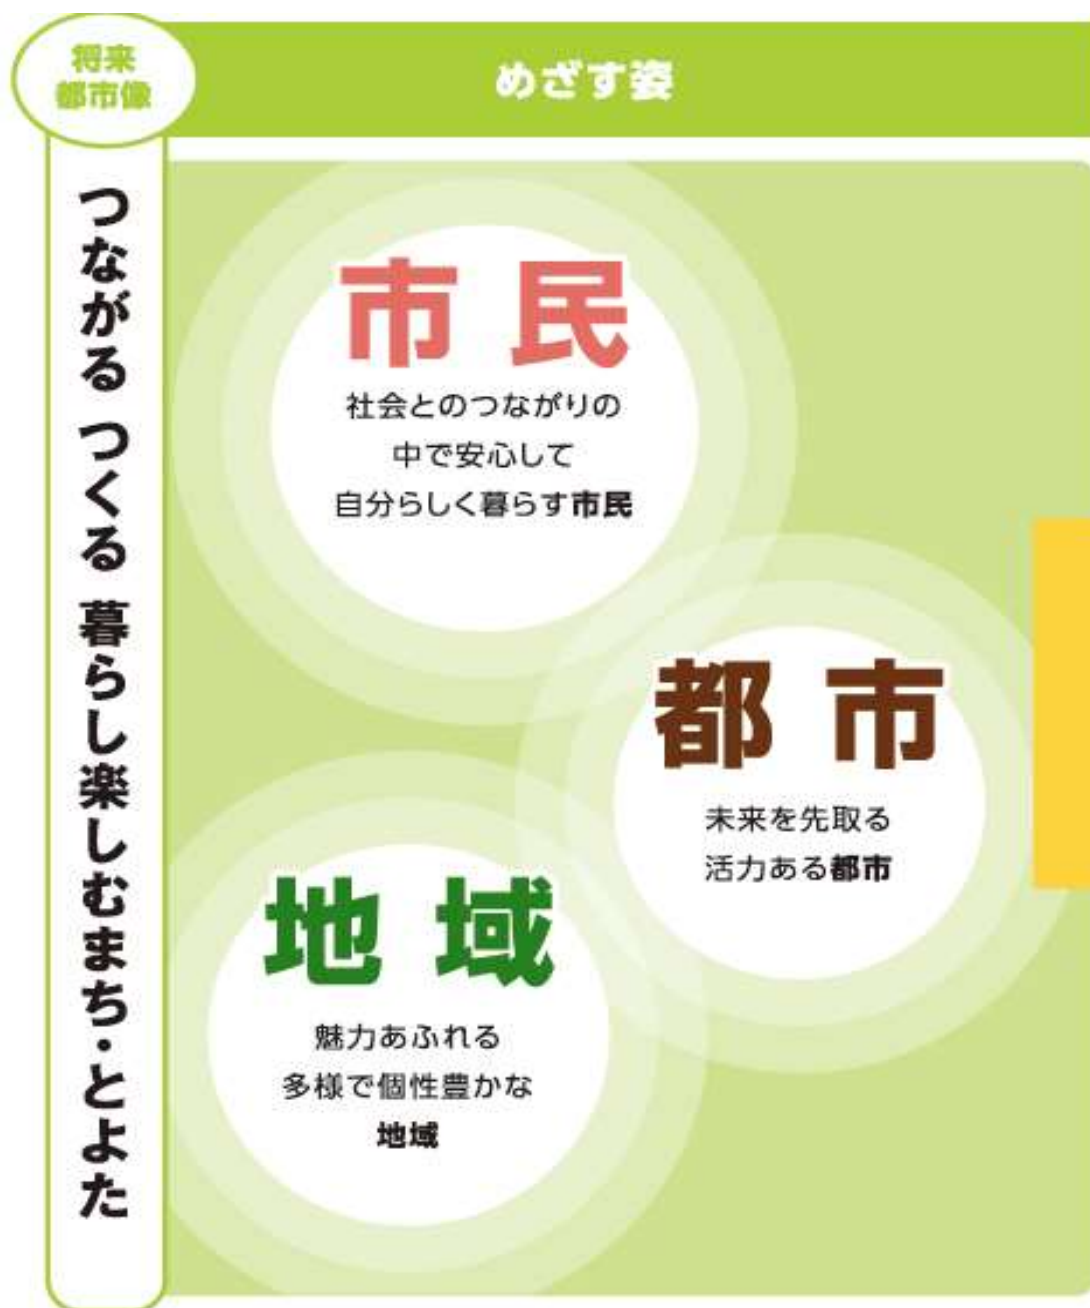 将来
都市像
めざす姿
つながる つくる 暮らし楽しむまち・とよた
市民
社会とのつながりの
中で安心して
自分らしく暮らす市民
都市
未来を先取る
活力ある都市
地域
魅力あふれる
多様で個性豊かな
地域